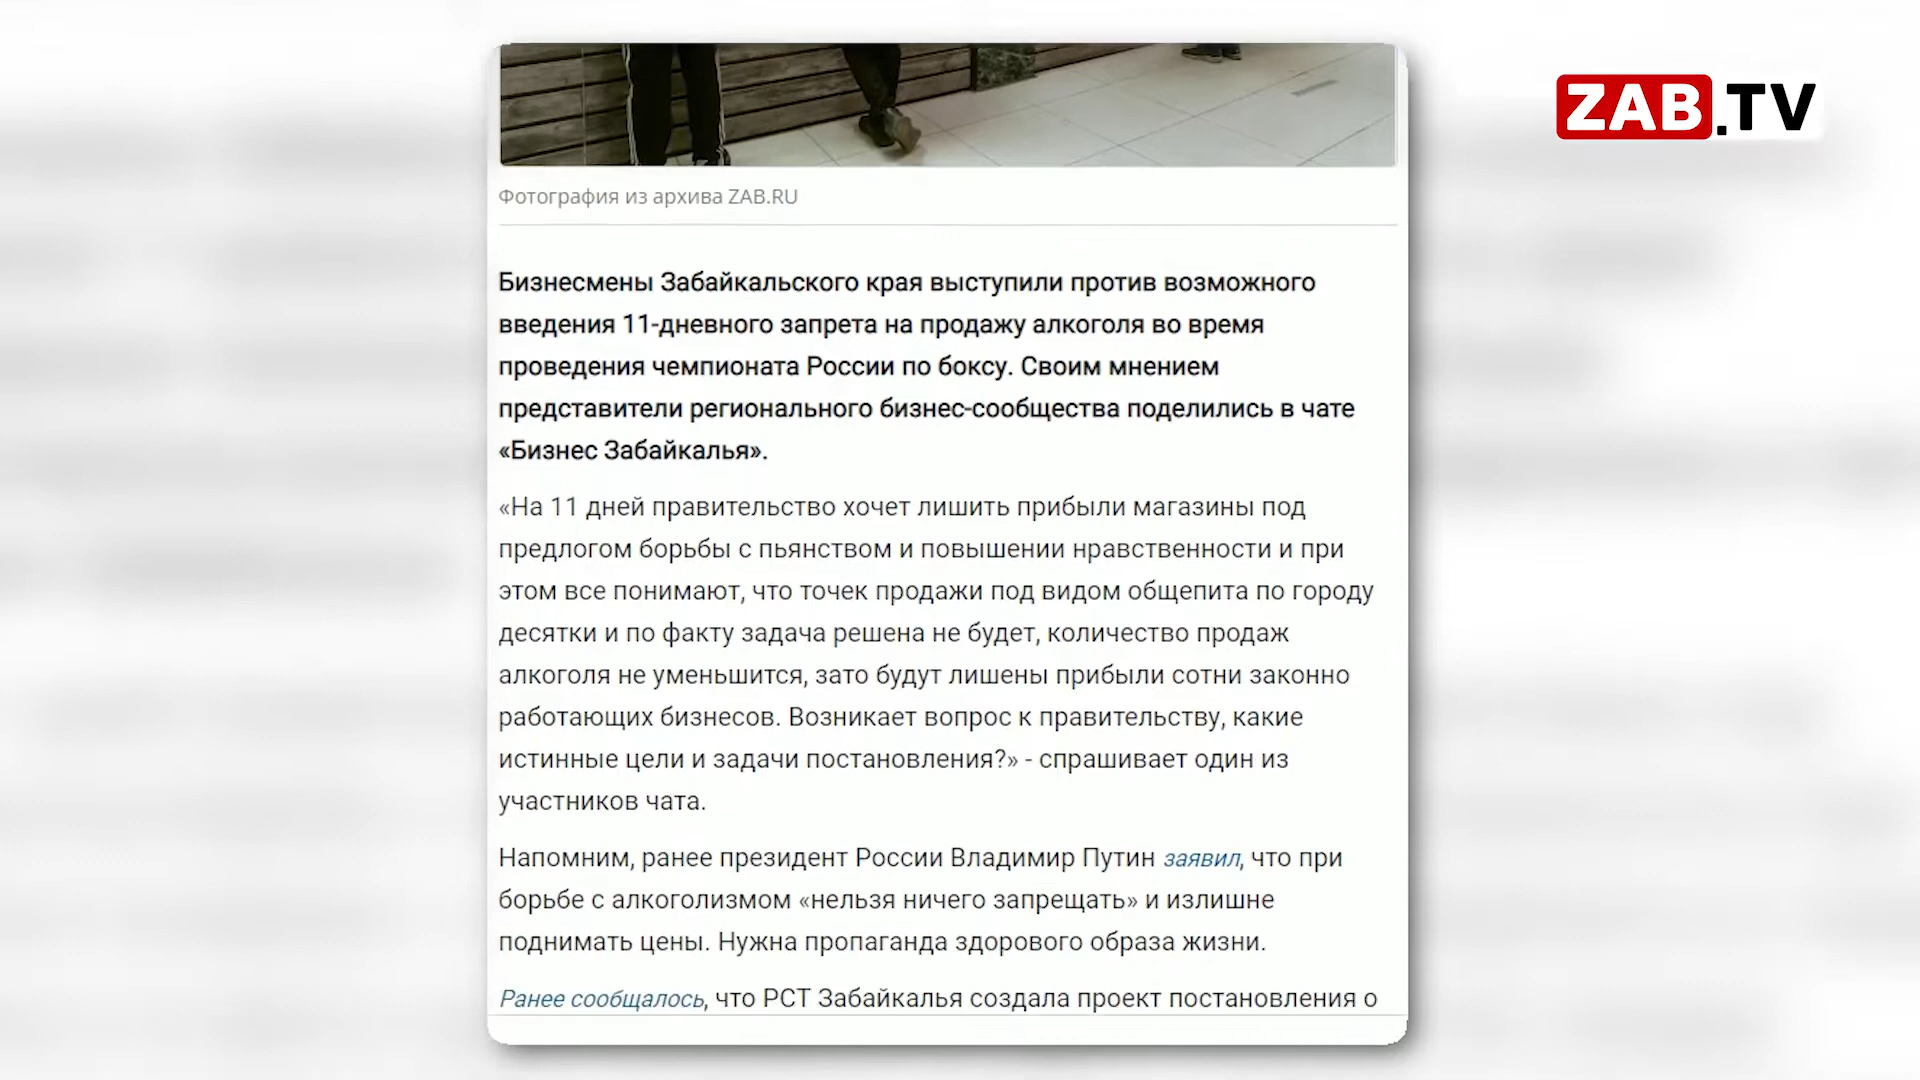 ZAB.TV
Фотография из архива ZAB.RU
Бизнесмены Забайкальского края выступили против возможного
введения 11-дневного запрета на продажу алкоголя во время
проведения чемпионата России по боксу. Своим мнением
представители регионального бизнес-сообщества поделились в чате
«Бизнес Забайкалья».
«На 11 дней правительство хочет лишить прибыли магазины под
предлогом борьбы с пьянством и повышении нравственности и при
этом все понимают, что точек продажи под видом общепита по городу
десятки и по факту задача решена не будет, количество продаж
алкоголя не уменьшится, зато будут лишены прибыли сотни законно
работающих бизнесов. Возникает вопрос к правительству, какие
истинные цели и задачи постановления?» - спрашивает один из
участников чата.
Напомним, ранее президент России Владимир Путин заявил, что при
борьбе с алкоголизмом «нельзя ничего запрещать» и излишне
поднимать цены. Нужна пропаганда здорового образа жизни.
Ранее сообщалось, что РСТ Забайкалья создала проект постановления о